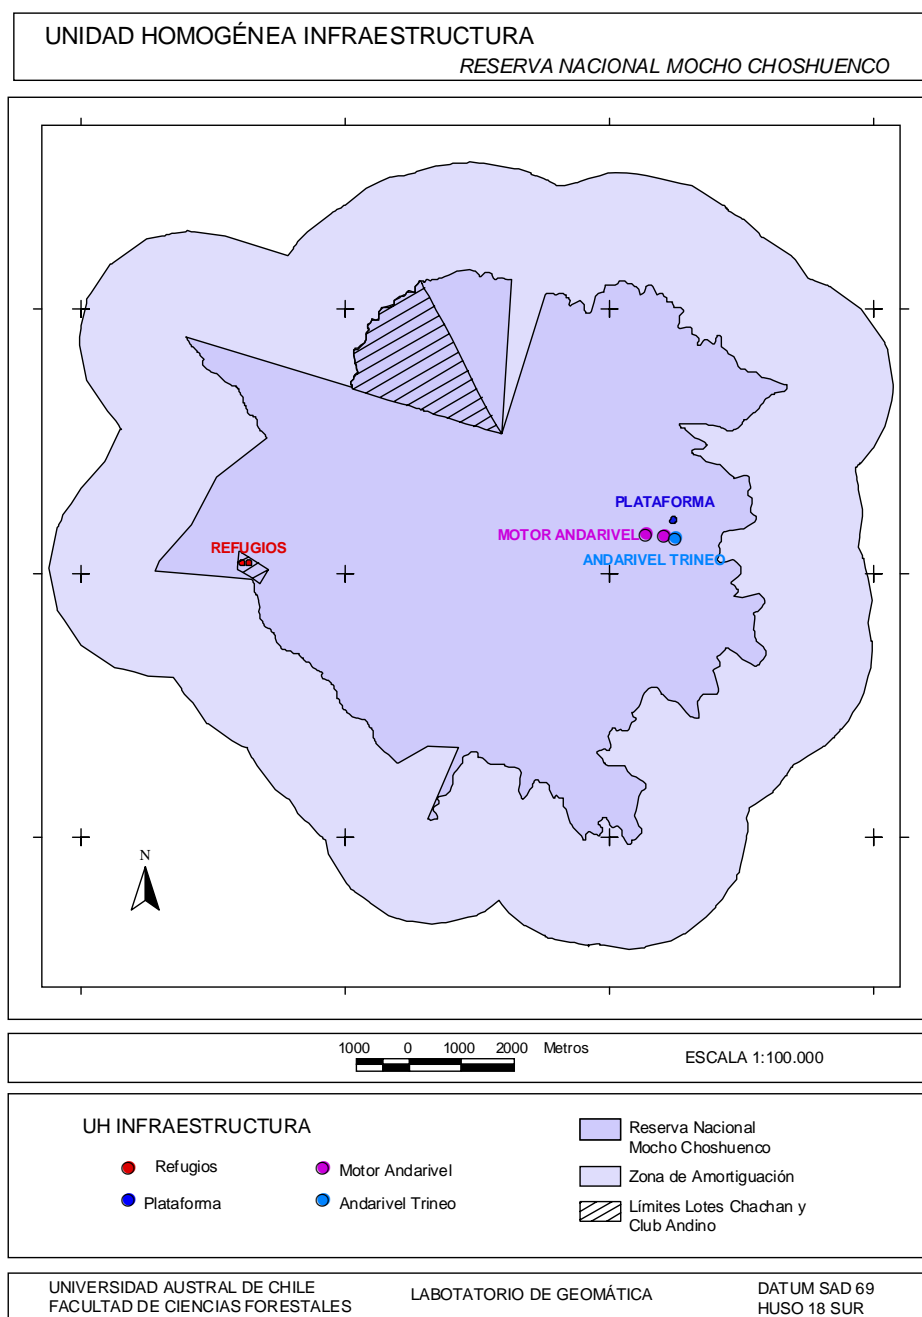 UNIDAD HOMOGÉNEA INFRAESTRUCTURA
RESERVA NACIONAL MOCHO CHOSHUENCO
PLATAFORMA
MOTOR ANDARIVEL
ANDARIVEL TRINEO
REFUGIOS
N
1000 0 1000 2000 Metros
ESCALA 1:100.000
UH INFRAESTRUCTURA
Refugios
Plataforma
Motor Andarivel
Andarivel Trineo
Reserva Nacional
Mocho Choshuenco
Zona de Amortiguación
Límites Lotes Chachan y
Club Andino
UNIVERSIDAD AUSTRAL DE CHILE
FACULTAD DE CIENCIAS FORESTALES
LABOTATORIO DE GEOMÁTICA
DATUM SAD 69
HUSO 18 SUR